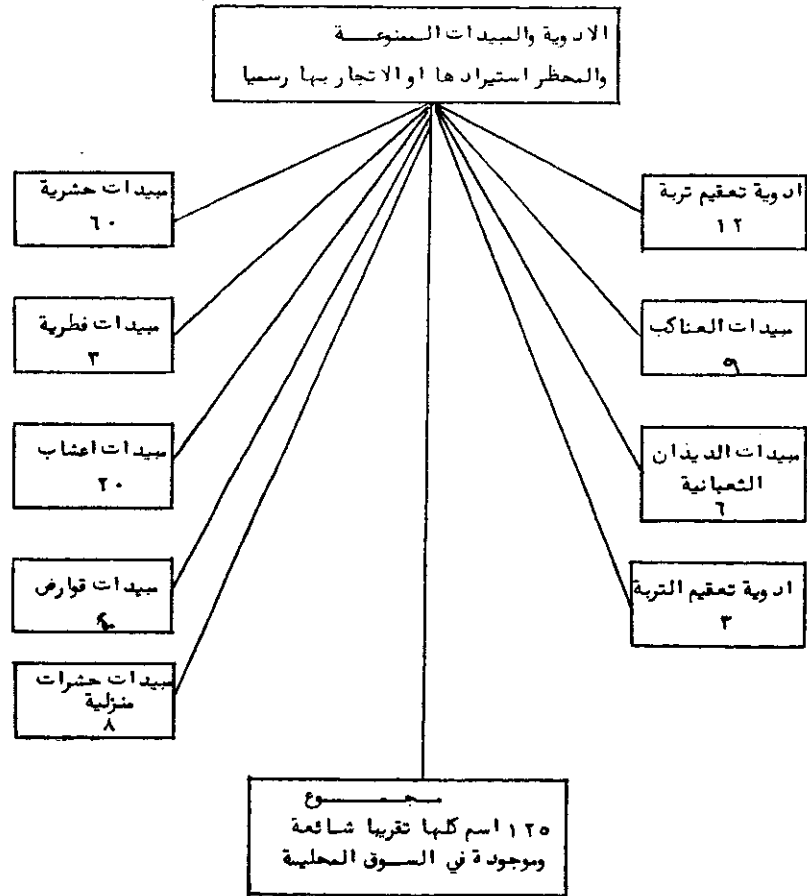 الادوية والمبيدات الممنوعة
والمحظر استيرادها او الاتجار بها رسميا
ادوية تعقيم تربة
١٢
مبيدات العناكب
٩
مبيدات الديذان
الثعبانية
٦
ادوية تعقيم التربة
٣
مبيدات حشرية
٦٠
مبيدات فطرية
٣
مبيدات اعشاب
٢٠
مبيدات قوارض
٤
مبيدات حشرات
منزلية
٨
مجموع
١٢٥ اسم كلها تقريبا شائعة
وموجودة في السوق المحلية